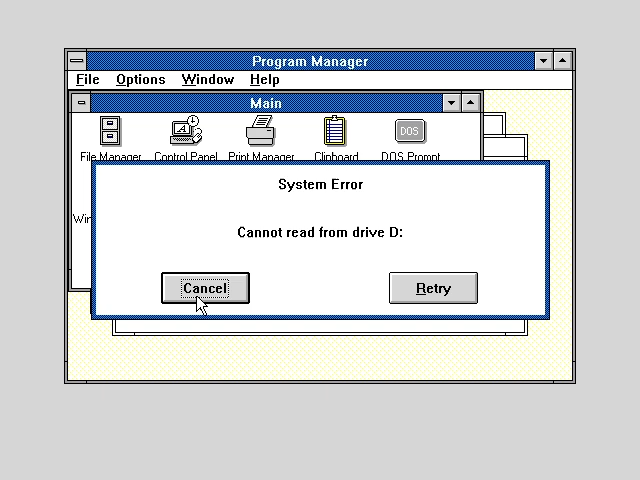 Program Manager
File Options Window Help
Main
DOS
File Manager Control Panel Print Manager Clipboard DOS Prompt
System Error
Cannot read from drive D:
Cancel Retry